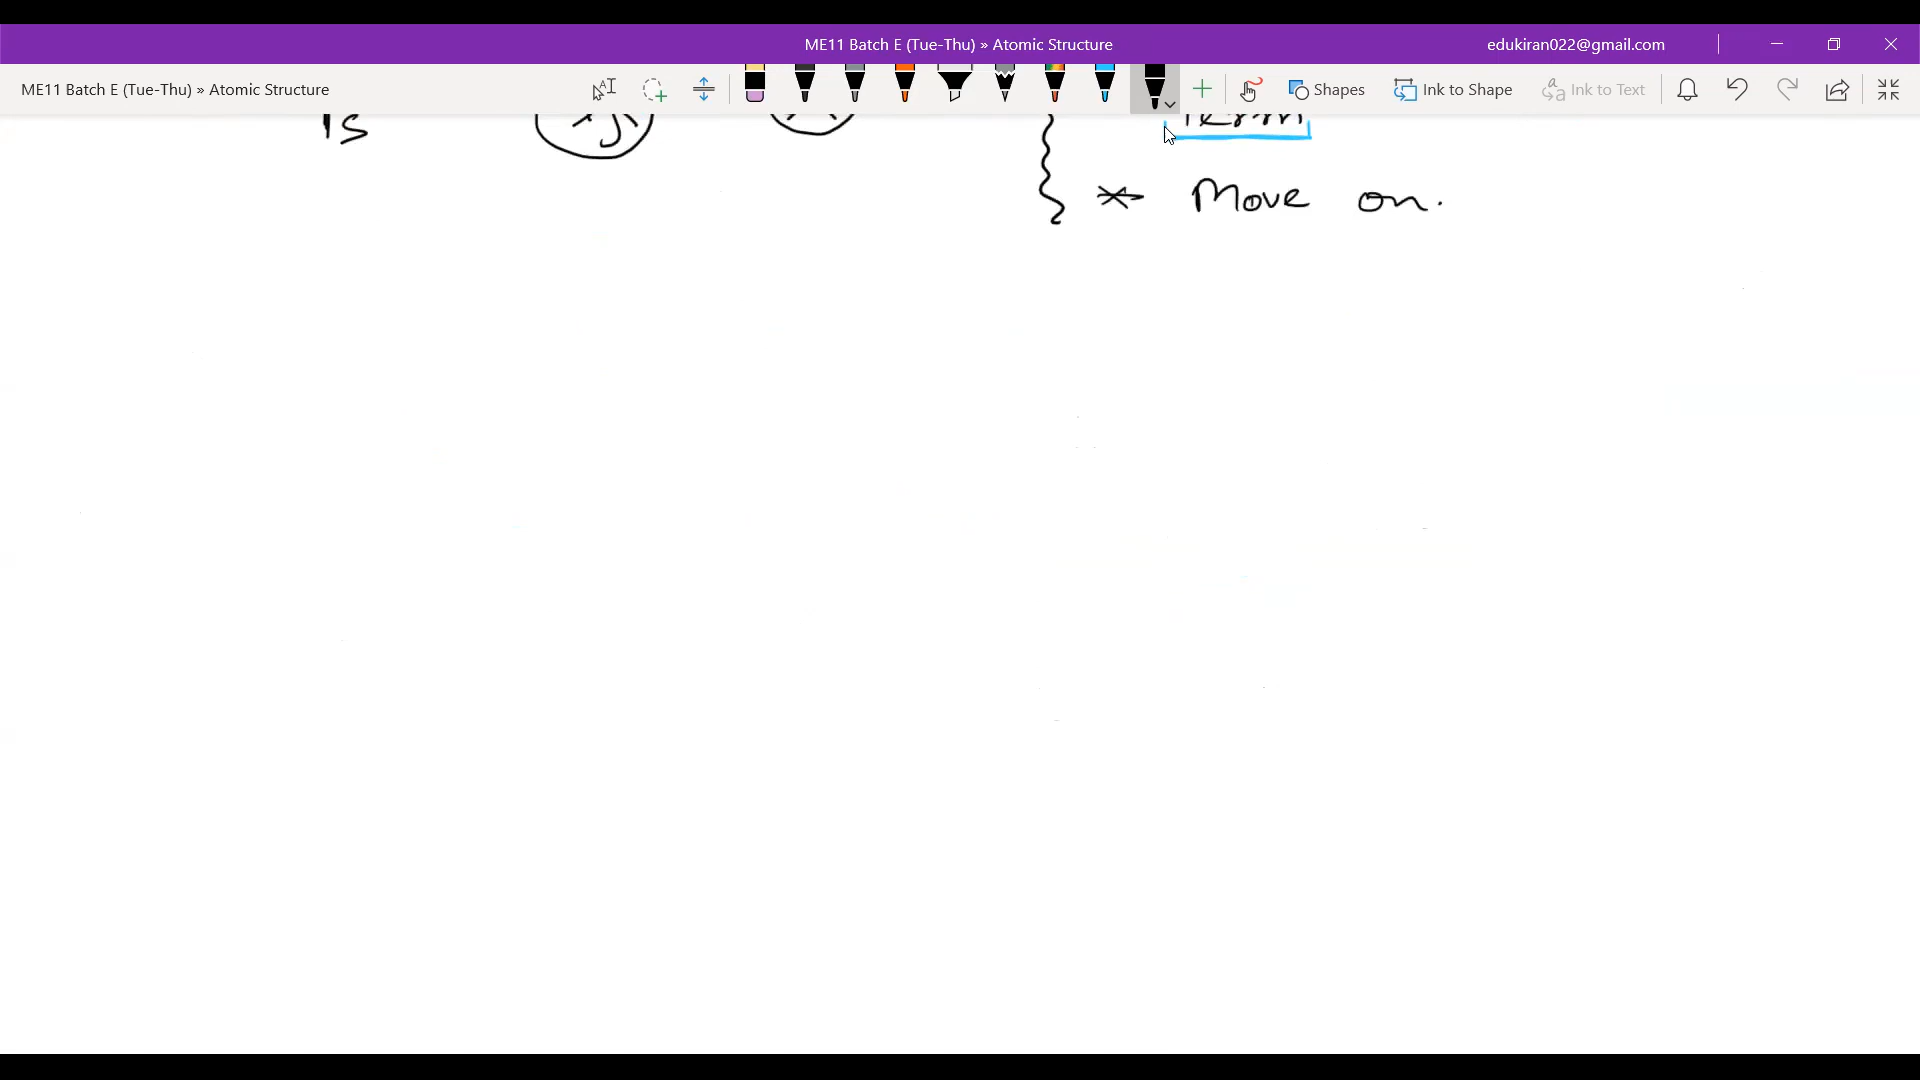 ME11 Batch E (Tue-Thu) » Atomic Structure edukiran022@gmail.com
ME11 Batch E (Tue-Thu) » Atomic Structure Shapes Ink to Shape Ink to Text
* Move on.